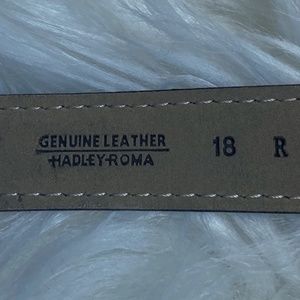 GENUINE LEATHER 18 R
HADLEY-ROMA